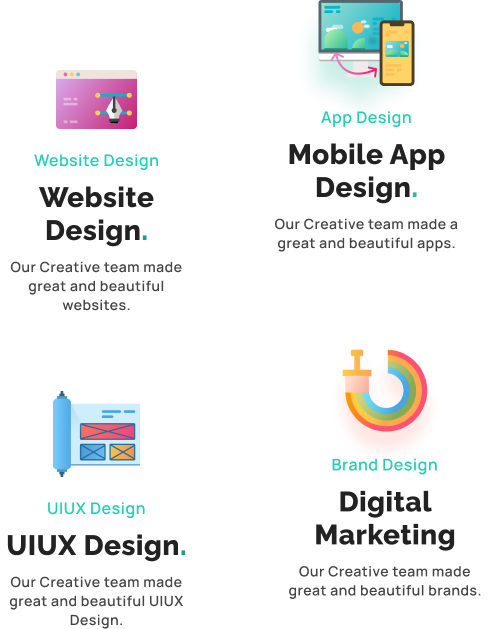 Website Design
Website
Design.
Our Creative team made
great and beautiful
websites.
App Design
Mobile App
Design.
Our Creative team made a
great and beautiful apps.
UIUX Design
UIUX Design.
Our Creative team made
great and beautiful UIUX
Design.
Brand Design
Digital
Marketing
Our Creative team made
great and beautiful brands.